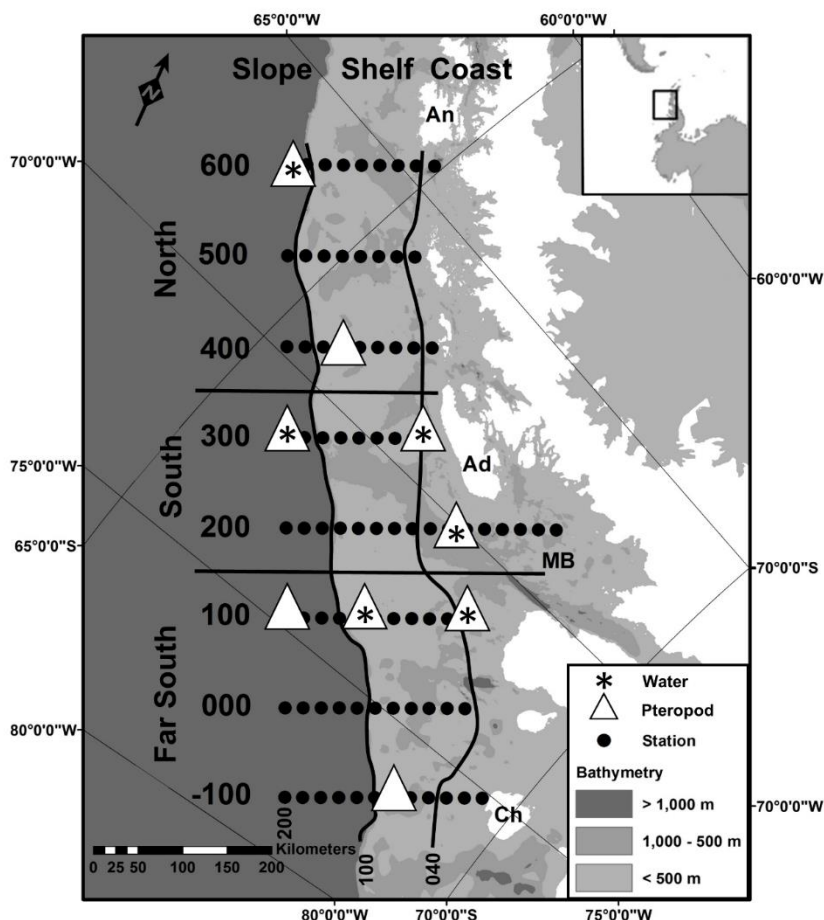 65°0'0"W
60°0'0"W
Slope Shelf Coast
N
An
70°0'0"W
600
500
North
400
60°0'0"W
300
South
Ad
75°0'0"W
200
65°0'0"S
MB
70°0'0"S
100
Far South
000
80°0'0"W
-100
Ch
70°0'0"W
200
Kilometers
0 25 50 100 150 200
100
040
80°0'0"W
70°0'0"S
75°0'0"W
Water
Pteropod
Station
Bathymetry
> 1,000 m
1,000 - 500 m
< 500 m